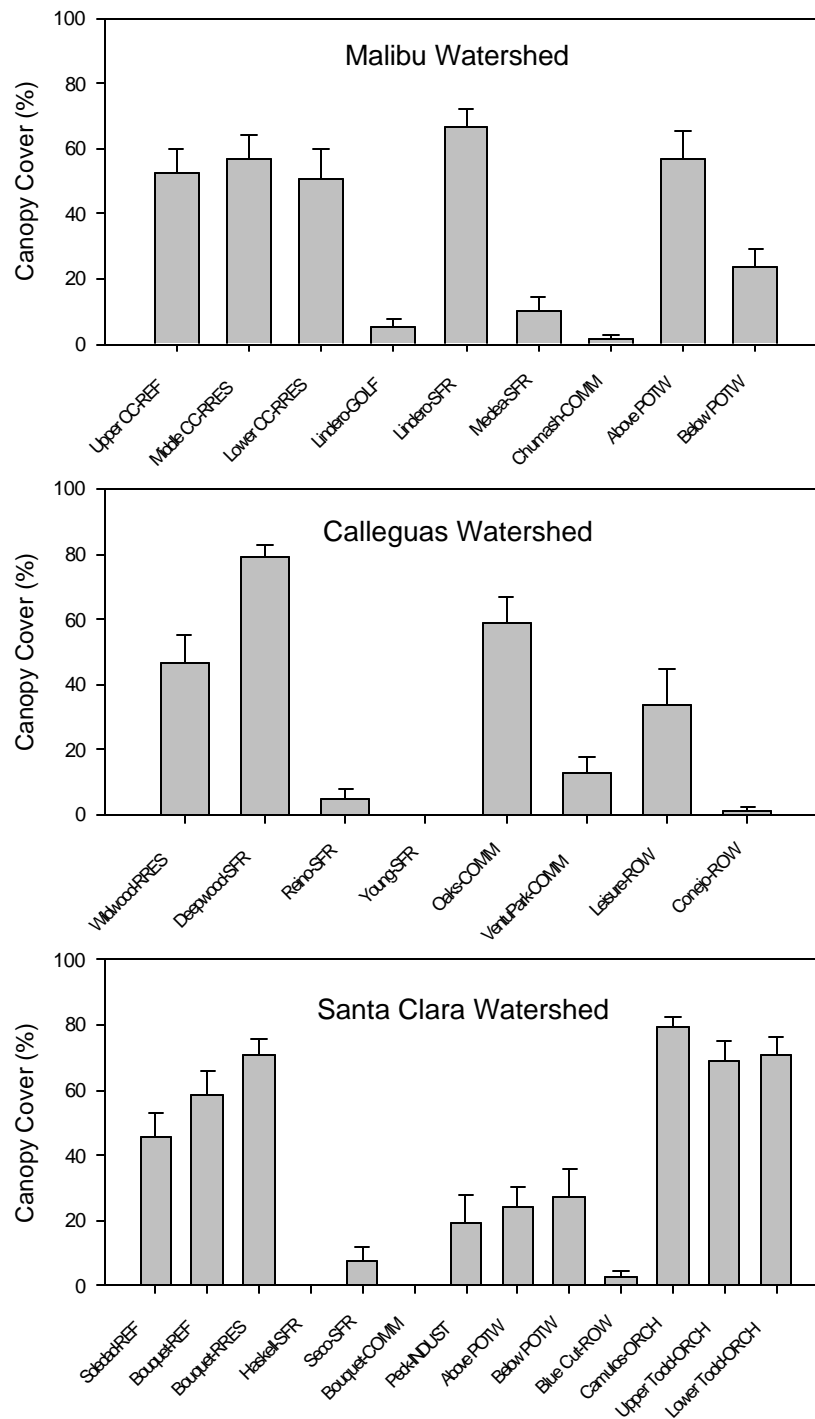 Malibu Watershed
Canopy Cover (%)
100
80
60
40
20
0
Upper CC-REF
Middle CC-RRES
Lower CC-RRES
Lindero-GOLF
Lindero-SFR
Medea-SFR
Chumash-COMM
Above POTW
Below POTW
Calleguas Watershed
Canopy Cover (%)
100
80
60
40
20
0
Wildwood-RRES
Deepwood-SFR
Reino-SFR
Young-SFR
Oaks-COMM
VentuPark-COMM
Leisure-ROW
Conejo-ROW
Santa Clara Watershed
Canopy Cover (%)
100
80
60
40
20
0
Soledad-REF
Bouquet-REF
Bouquet-RRES
Haskell-SFR
Seco-SFR
Bouquet-COMM
Peck-INDUST
Above POTW
Below POTW
Blue Cut-ROW
Camulos-ORCH
Upper Todd-ORCH
Lower Todd-ORCH